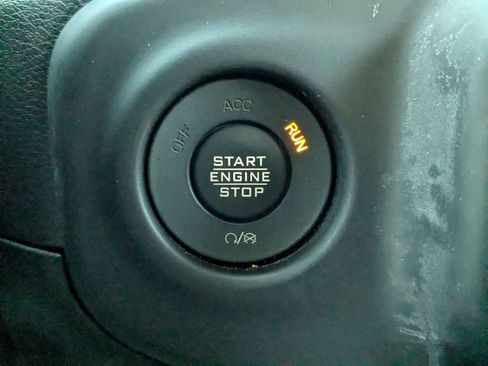 ACC
OFF
RUN
START
ENGINE
STOP